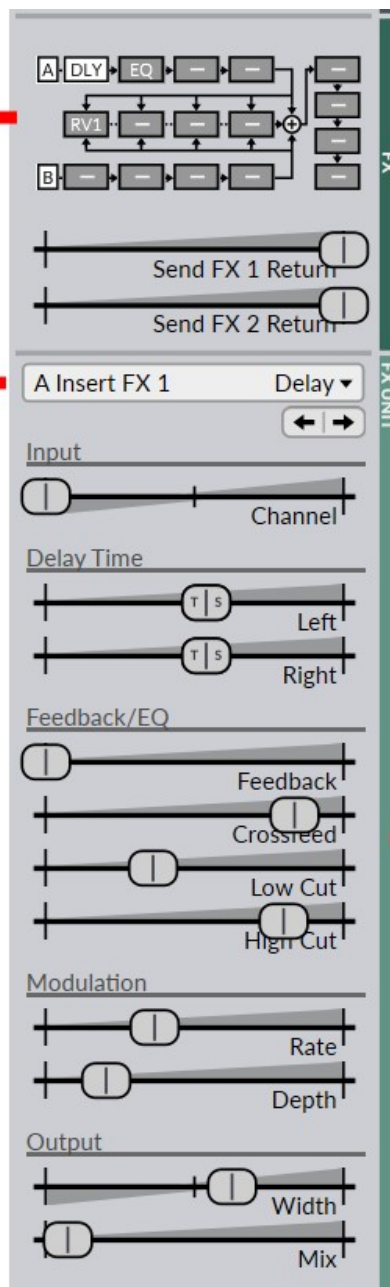 A DLY EQ — — —
RV1 — — — —
—
B — — — — —
Send FX 1 Return
Send FX 2 Return
FX
FX UNIT
A Insert FX 1 Delay ▾
← →
Input
Channel
Delay Time
T S
Left
T S
Right
Feedback/EQ
Feedback
Crossfeed
Low Cut
High Cut
Modulation
Rate
Depth
Output
Width
Mix